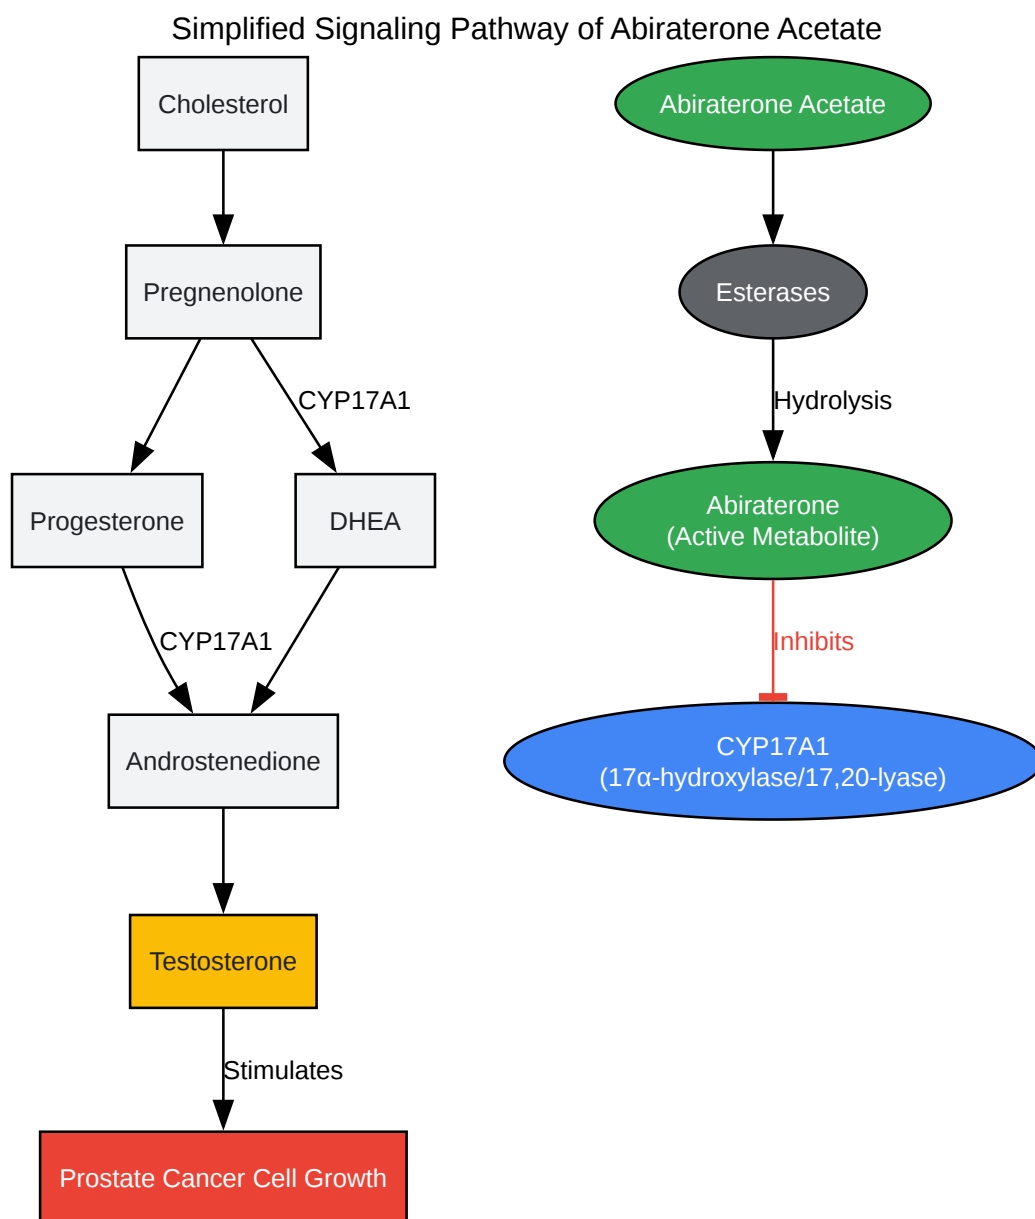 Simplified Signaling Pathway of Abiraterone Acetate
Cholesterol
Abiraterone Acetate
Pregnenolone
Esterases
CYP17A1
Hydrolysis
Progesterone
DHEA
Abiraterone
(Active Metabolite)
CYP17A1
Inhibits
Androstenedione
CYP17A1
(17α-hydroxylase/17,20-lyase)
Testosterone
Stimulates
Prostate Cancer Cell Growth